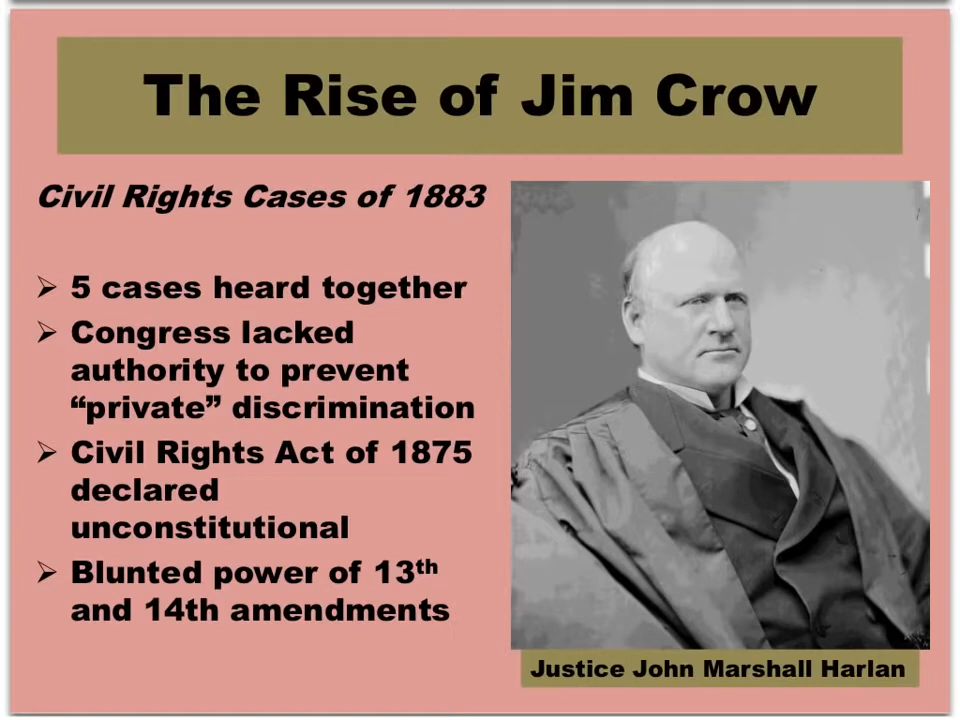 The Rise of Jim Crow
Civil Rights Cases of 1883
➢ 5 cases heard together
➢ Congress lacked
authority to prevent
“private” discrimination
➢ Civil Rights Act of 1875
declared
unconstitutional
➢ Blunted power of 13th
and 14th amendments
Justice John Marshall Harlan